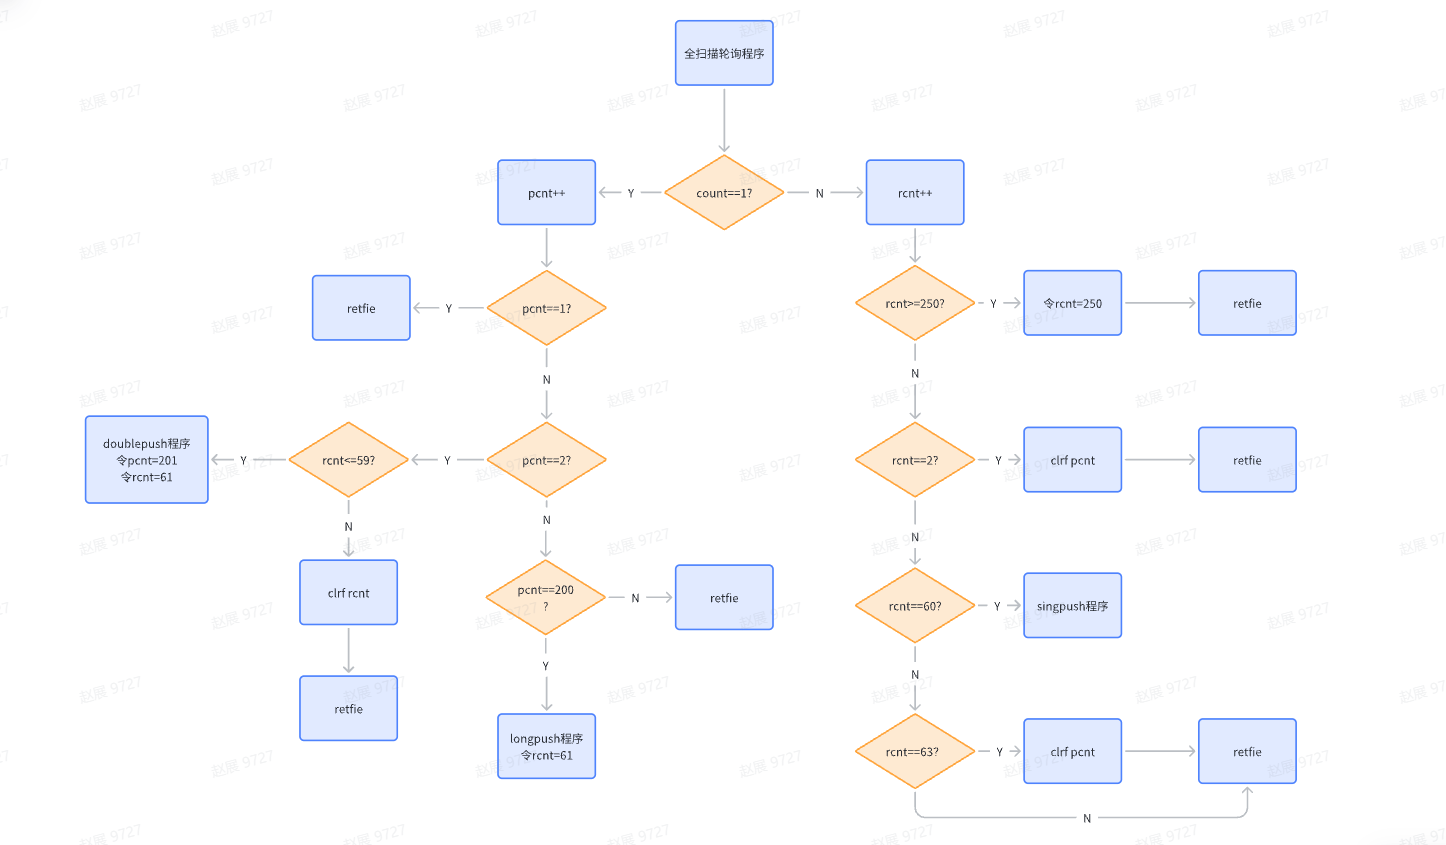 全扫描轮询程序
pcnt++
Y
count==1?
N
rcnt++
retfie
Y
pcnt==1?
rcnt>=250?
Y
令rcnt=250
retfie
N
N
doublepush程序
令pcnt=201
令rcnt=61
Y
rcnt<=59?
Y
pcnt==2?
rcnt==2?
Y
clrf pcnt
retfie
N
N
N
clrf rcnt
pcnt==200
?
N
retfie
rcnt==60?
Y
singpush程序
Y
N
retfie
longpush程序
令rcnt=61
rcnt==63?
Y
clrf pcnt
retfie
N
赵展 9727